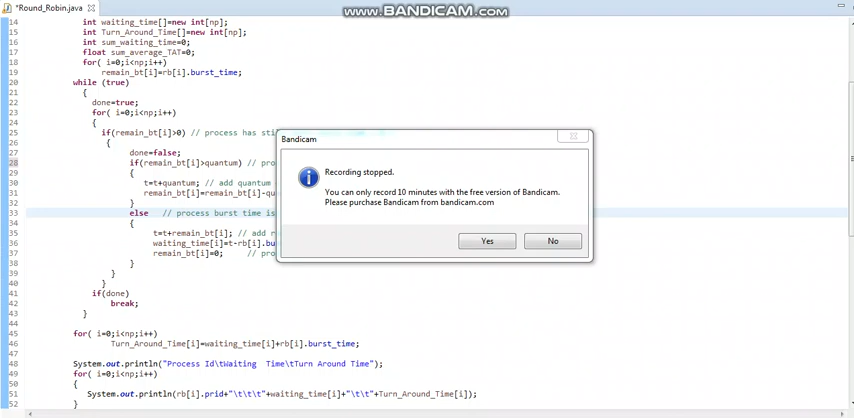 *Round_Robin.java
www.BANDICAM.com
14 int waiting_time[]=new int[np];
15 int Turn_Around_Time[]=new int[np];
16 int sum_waiting_time=0;
17 float sum_average_TAT=0;
18 for( i=0;i<np;i++)
19 remain_bt[i]=rb[i].burst_time;
20 while (true)
21 {
22 done=true;
23 for( i=0;i<np;i++)
24 {
25 if(remain_bt[i]>0) // process has sti
26 {
27 done=false;
28 if(remain_bt[i]>quantum) // pro
29 {
30 t=t+quantum; // add quantum
31 remain_bt[i]=remain_bt[i]-qu
32 }
33 else // process burst time is
34 {
35 t=t+remain_bt[i]; // add r
36 waiting_time[i]=t-rb[i].bu
37 remain_bt[i]=0; // pro
38 }
39 }
40 }
41 if(done)
42 break;
43 }
44
45 for( i=0;i<np;i++)
46 Turn_Around_Time[i]=waiting_time[i]+rb[i].burst_time;
47
48 System.out.println("Process Id\tWaiting Time\tTurn Around Time");
49 for( i=0;i<np;i++)
50 {
51 System.out.println(rb[i].prid+"\t\t\t"+waiting_time[i]+"\t\t"+Turn_Around_Time[i]);
52 }
Bandicam
Recording stopped.
You can only record 10 minutes with the free version of Bandicam.
Please purchase Bandicam from bandicam.com
Yes No